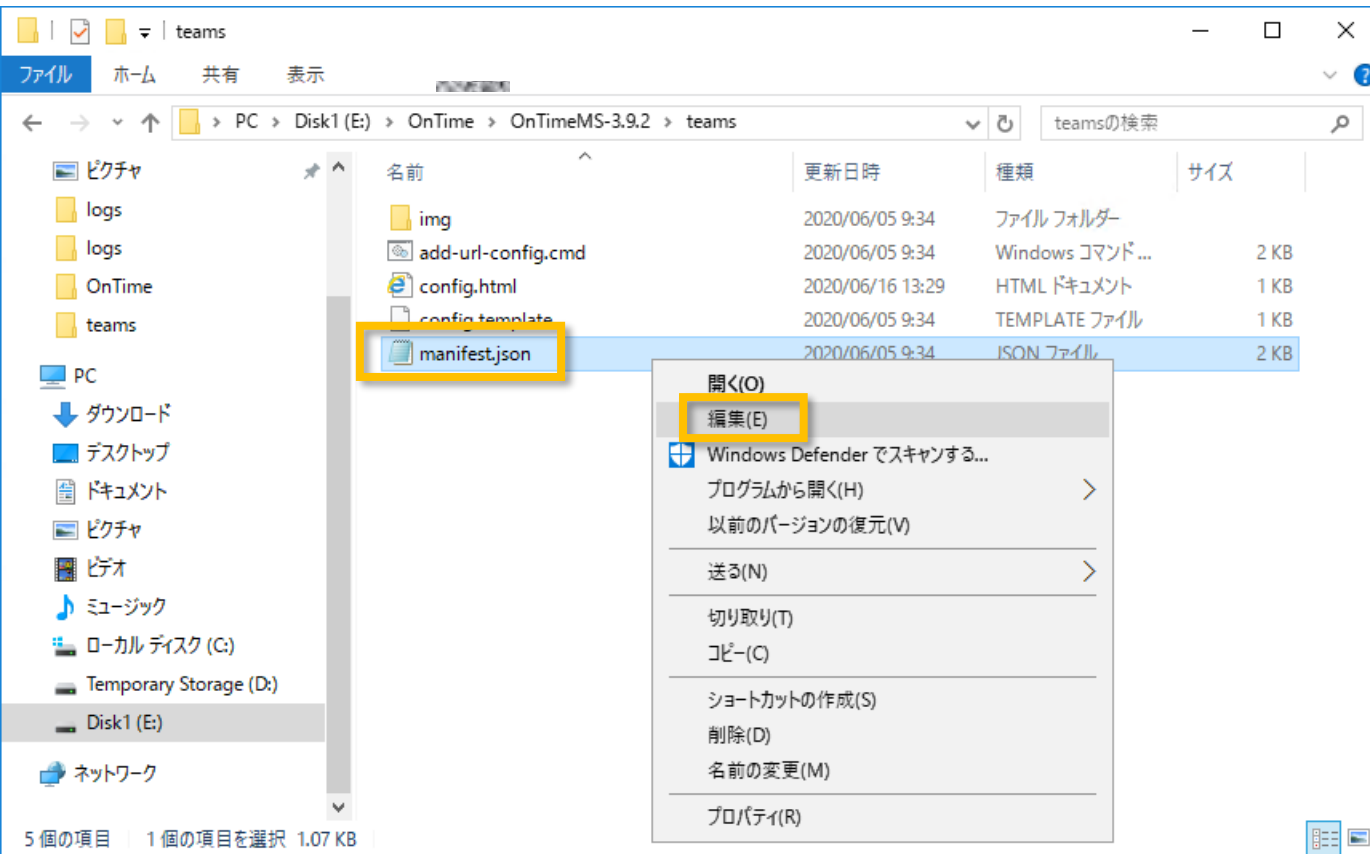 teams
ファイル ホーム 共有 表示
PC > Disk1 (E:) > OnTime > OnTimeMS-3.9.2 > teams
teamsの検索
名前 更新日時 種類 サイズ
ピクチャ
logs
logs
OnTime
teams
PC
ダウンロード
デスクトップ
ドキュメント
ピクチャ
ビデオ
ミュージック
ローカル ディスク (C:)
Temporary Storage (D:)
Disk1 (E:)
ネットワーク
img 2020/06/05 9:34 ファイル フォルダー
add-url-config.cmd 2020/06/05 9:34 Windows コマンド ... 2 KB
config.html 2020/06/16 13:29 HTML ドキュメント 1 KB
config.template 2020/06/05 9:34 TEMPLATE ファイル 1 KB
manifest.json 2020/06/05 9:34 JSON ファイル 2 KB
開く(O)
編集(E)
Windows Defender でスキャンする...
プログラムから開く(H)
以前のバージョンの復元(V)
送る(N)
切り取り(T)
コピー(C)
ショートカットの作成(S)
削除(D)
名前の変更(M)
プロパティ(R)
5 個の項目 1 個の項目を選択 1.07 KB